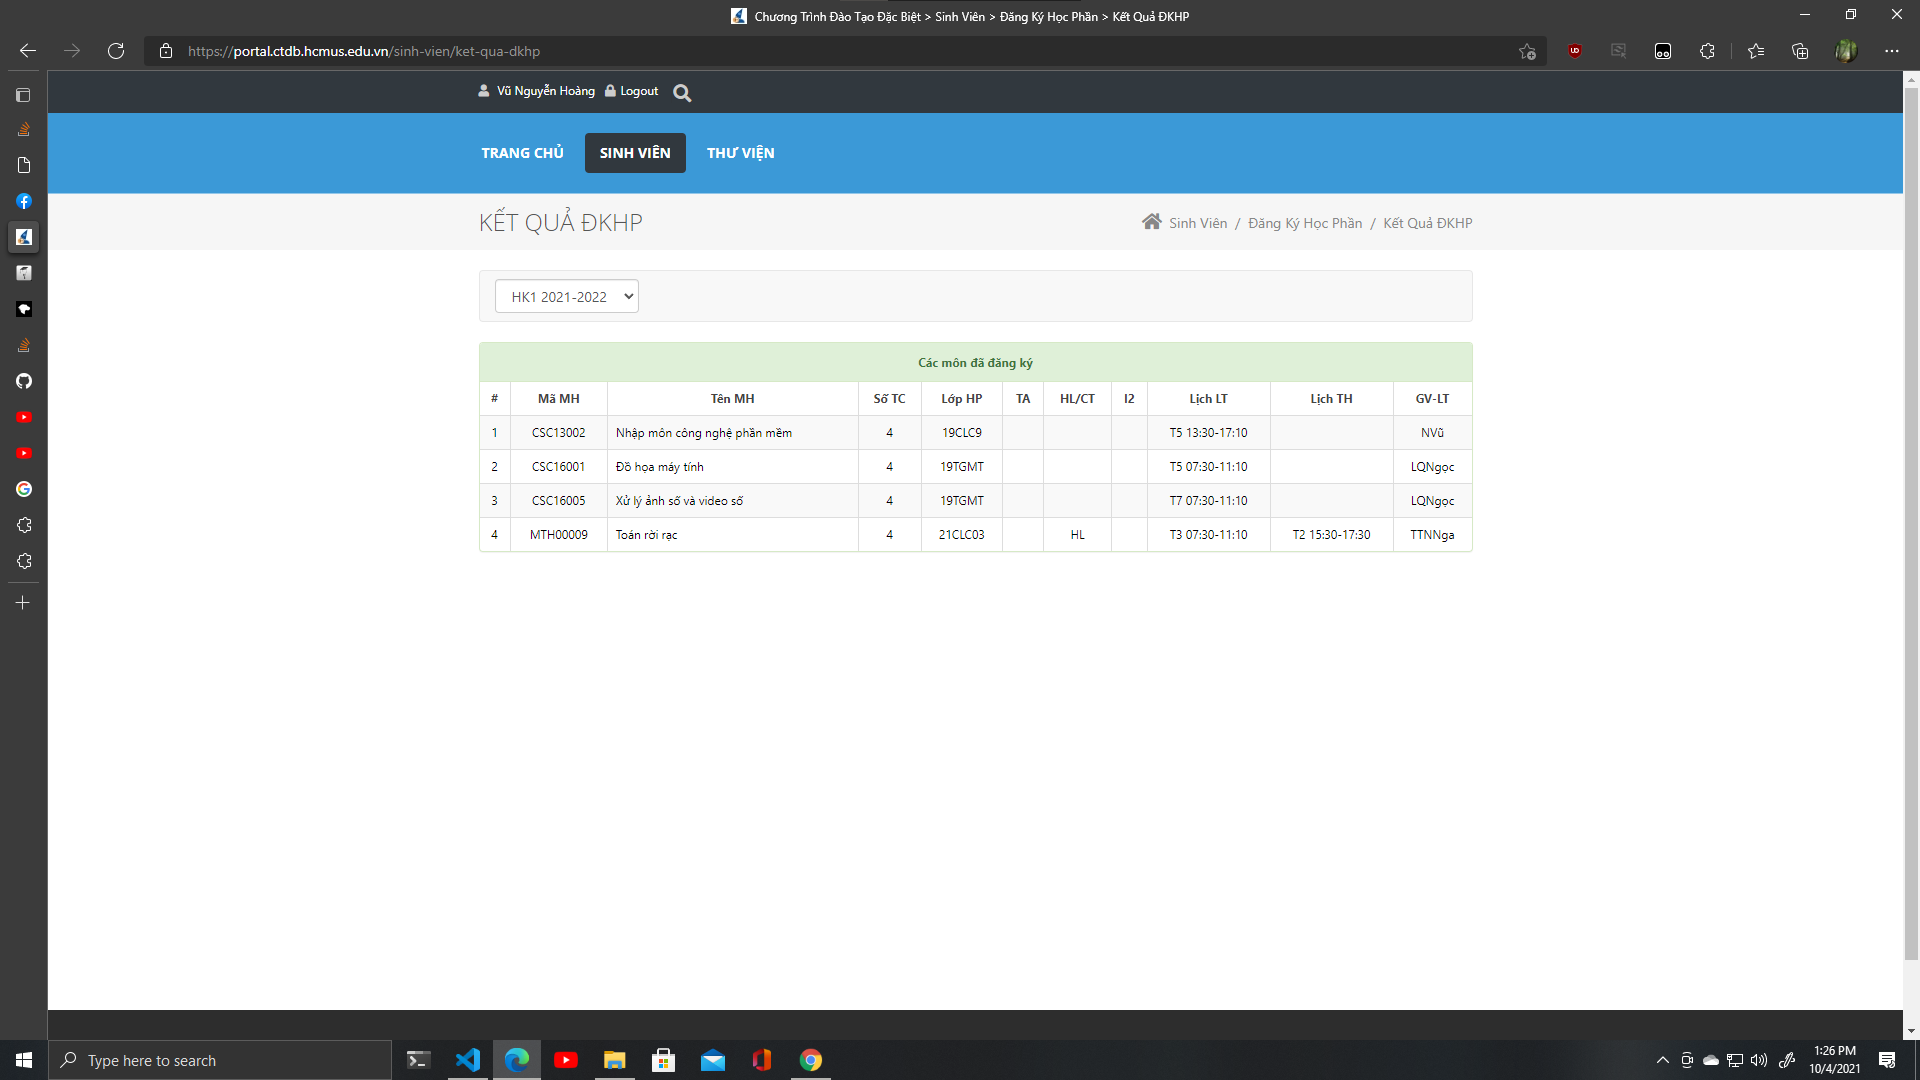 Chương Trình Đào Tạo Đặc Biệt > Sinh Viên > Đăng Ký Học Phần > Kết Quả ĐKHP
https://portal.ctdb.hcmus.edu.vn/sinh-vien/ket-qua-dkhp
Vũ Nguyễn Hoàng Logout
TRANG CHỦ SINH VIÊN THƯ VIỆN
KẾT QUẢ ĐKHP Sinh Viên / Đăng Ký Học Phần / Kết Quả ĐKHP
HK1 2021-2022
Các môn đã đăng ký
# Mã MH Tên MH Số TC Lớp HP TA HL/CT I2 Lịch LT Lịch TH GV-LT
1 CSC13002 Nhập môn công nghệ phần mềm 4 19CLC9 T5 13:30-17:10 NVũ
2 CSC16001 Đồ họa máy tính 4 19TGMT T5 07:30-11:10 LQNgọc
3 CSC16005 Xử lý ảnh số và video số 4 19TGMT T7 07:30-11:10 LQNgọc
4 MTH00009 Toán rời rạc 4 21CLC03 HL T3 07:30-11:10 T2 15:30-17:30 TTNNga
Type here to search
1:26 PM
10/4/2021